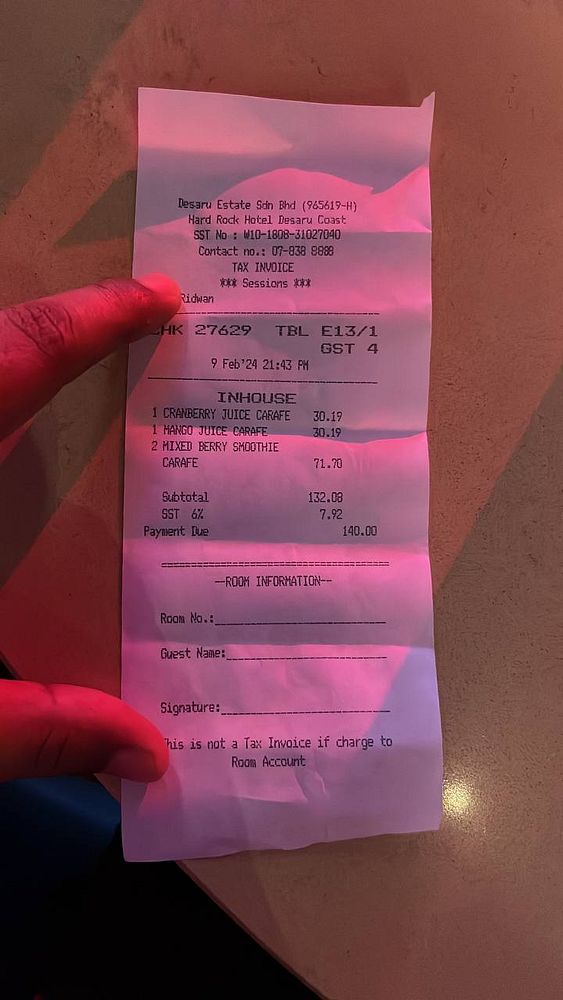 Desaru Estate Sdn Bhd (965619-H)
Hard Rock Hotel Desaru Coast
SST No : W10-1808-31027040
Contact no.: 07-838 8888
TAX INVOICE
*** Sessions ***
Ridwan
CHK 27629 TBL E13/1
GST 4
9 Feb'24 21:43 PM
INHOUSE
1 CRANBERRY JUICE CARAFE 30.19
1 MANGO JUICE CARAFE 30.19
2 MIXED BERRY SMOOTHIE
CARAFE 71.70
Subtotal 132.08
SST 6% 7.92
Payment Due 140.00
--ROOM INFORMATION--
Room No.:
Guest Name:
Signature:
This is not a Tax Invoice if charge to
Room Account